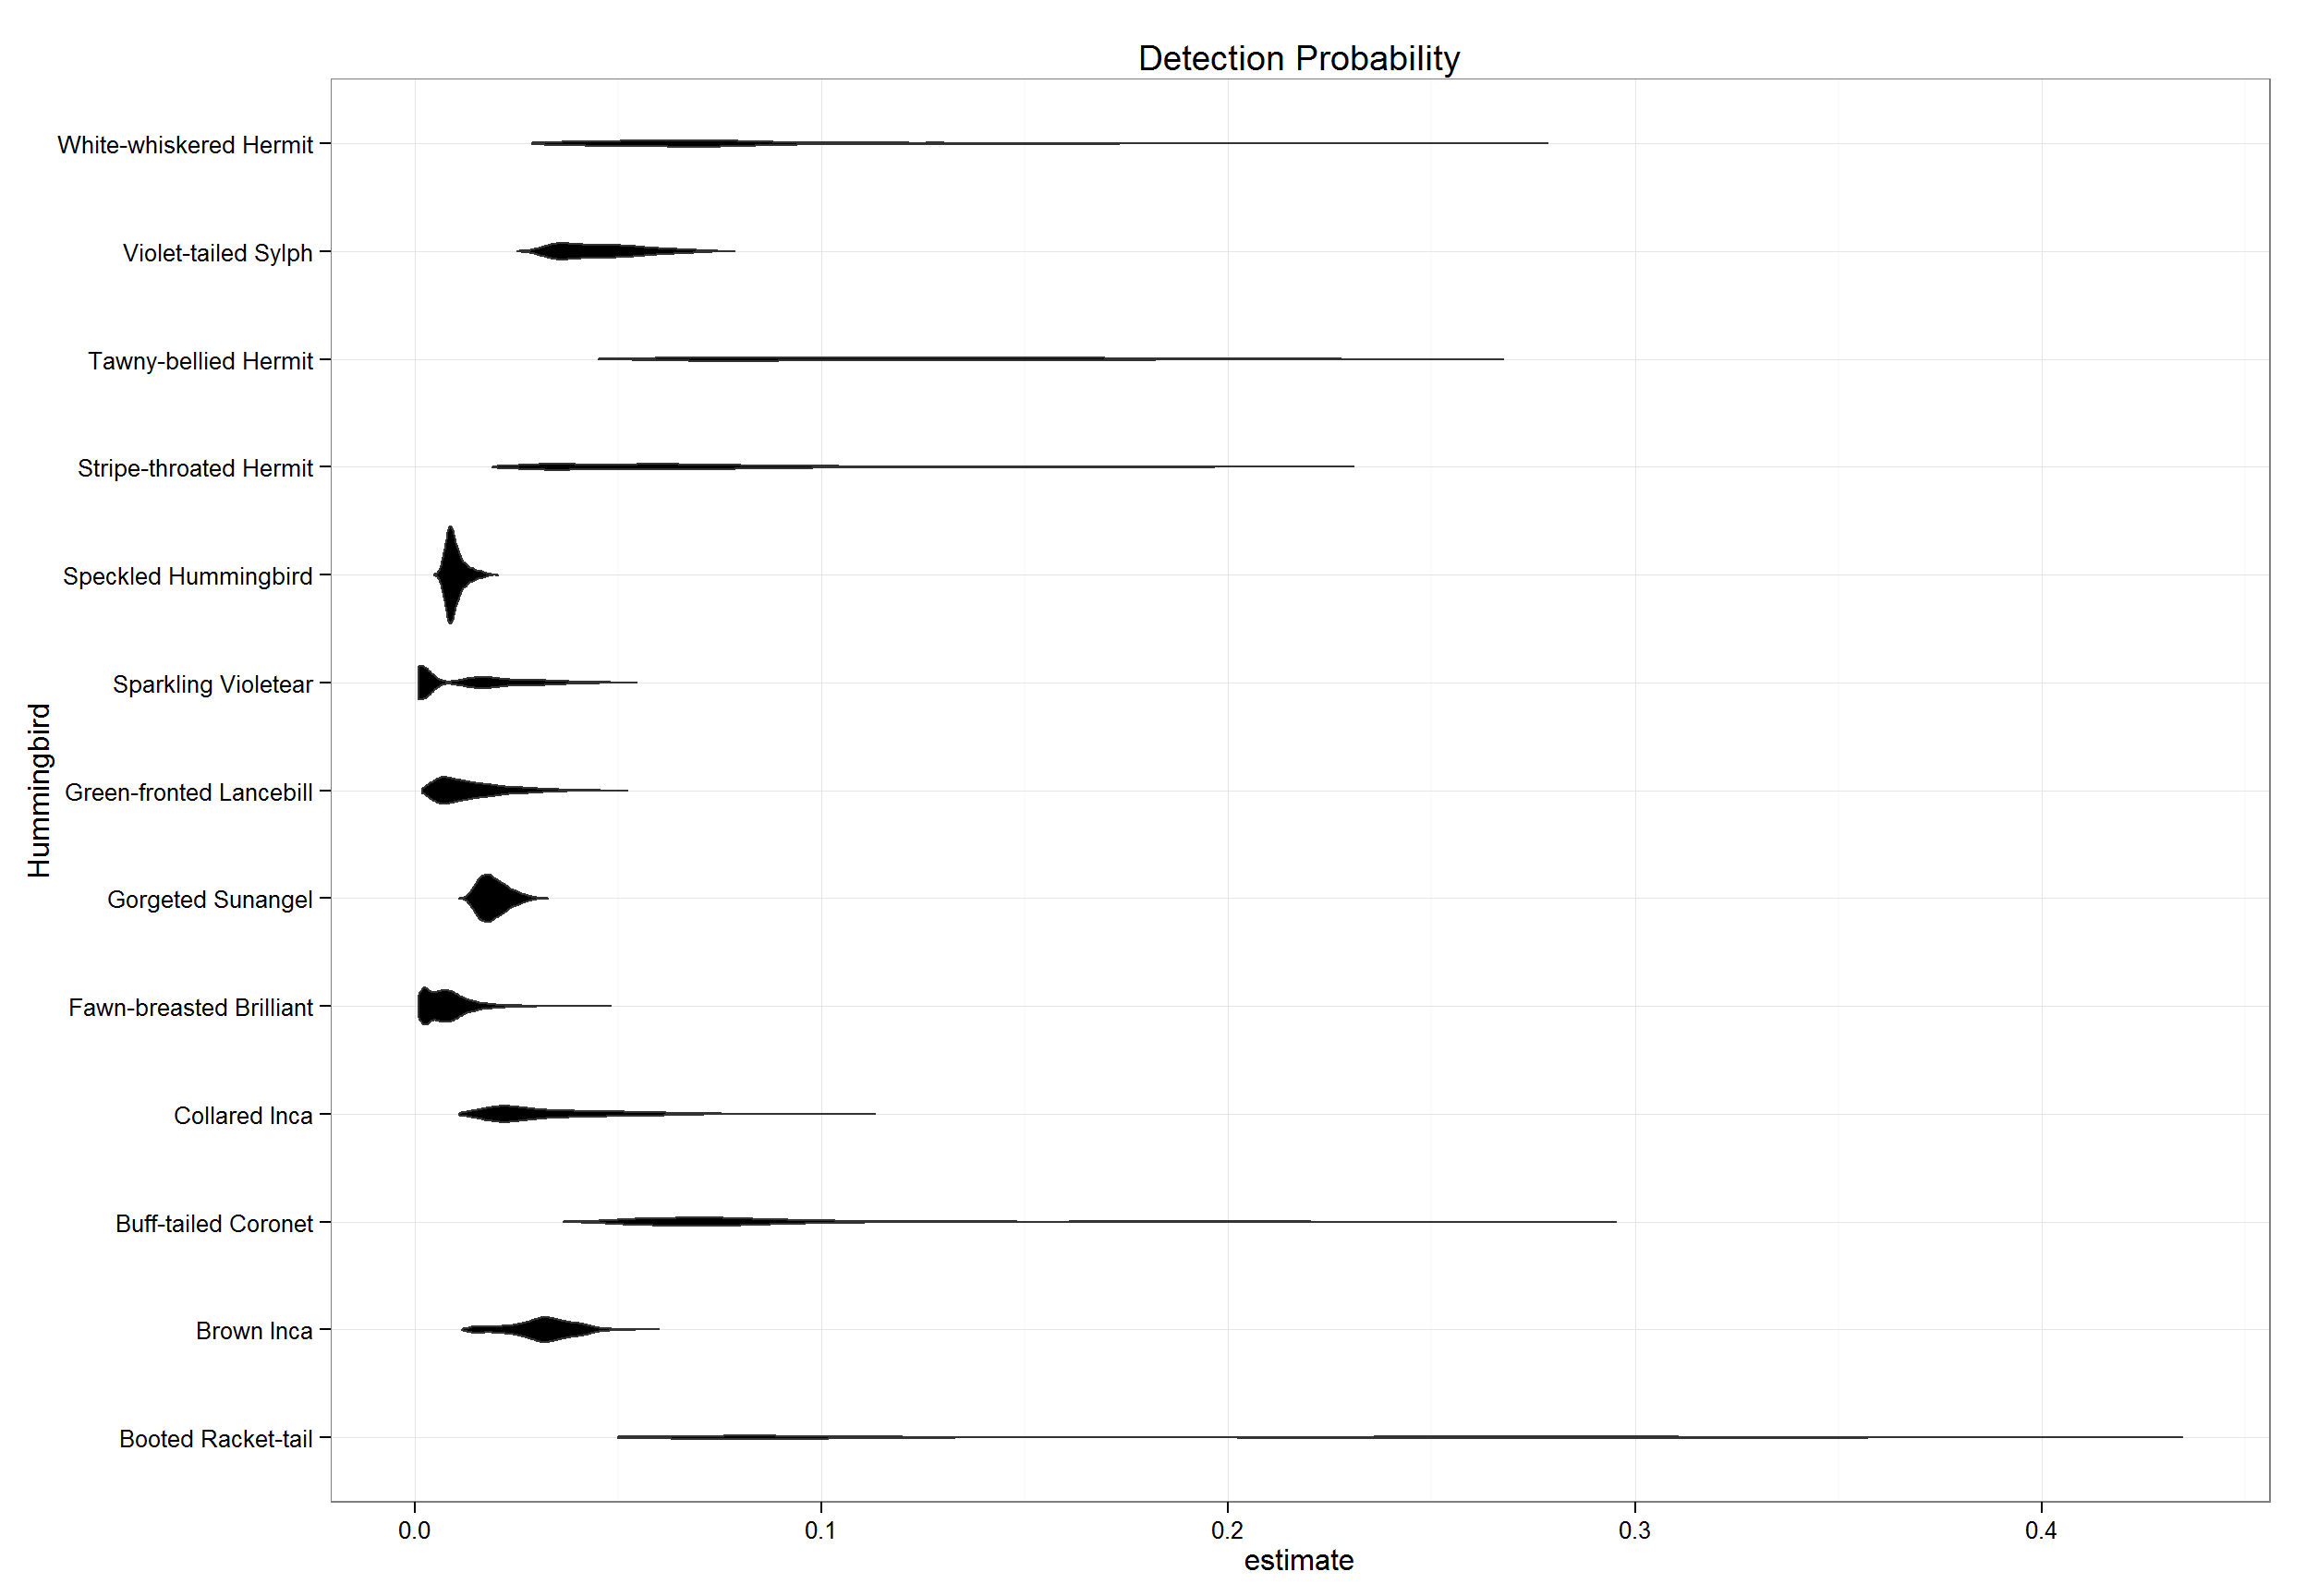 Detection Probability
White-whiskered Hermit
Violet-tailed Sylph
Tawny-bellied Hermit
Stripe-throated Hermit
Speckled Hummingbird
Sparkling Violetear
Green-fronted Lancebill
Gorgeted Sunangel
Fawn-breasted Brilliant
Collared Inca
Buff-tailed Coronet
Brown Inca
Booted Racket-tail
Hummingbird
0.0 0.1 0.2 0.3 0.4
estimate